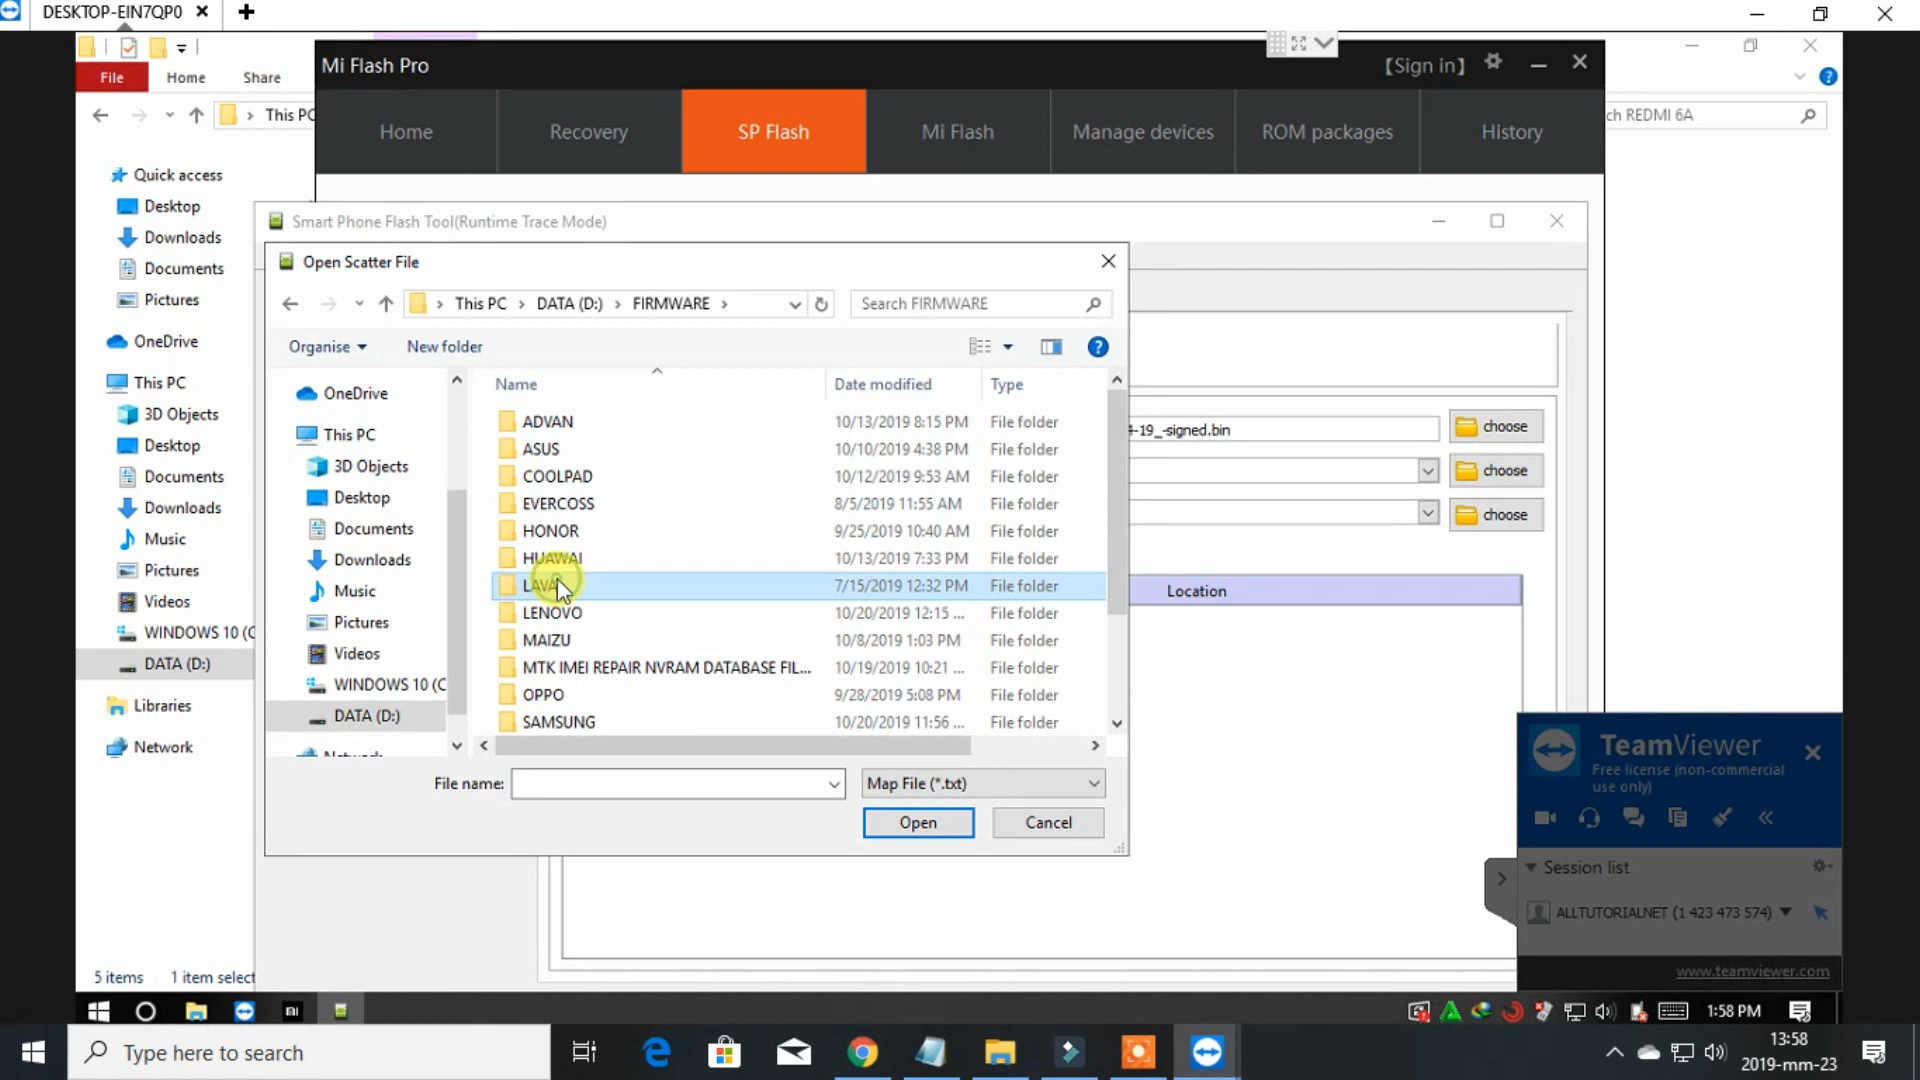 DESKTOP-EIN7QP0
File
Home
Share
This PC
ch REDMI 6A
Mi Flash Pro
[Sign in]
Home
Recovery
SP Flash
Mi Flash
Manage devices
ROM packages
History
Quick access
Desktop
Downloads
Documents
Pictures
OneDrive
This PC
3D Objects
Desktop
Documents
Downloads
Music
Pictures
Videos
WINDOWS 10 (C
DATA (D:)
Libraries
Network
5 items
1 item select
Smart Phone Flash Tool(Runtime Trace Mode)
Open Scatter File
This PC > DATA (D:) > FIRMWARE >
Search FIRMWARE
Organise
New folder
OneDrive
This PC
3D Objects
Desktop
Documents
Downloads
Music
Pictures
Videos
WINDOWS 10 (C
DATA (D:)
Network
Name Date modified Type
ADVAN 10/13/2019 8:15 PM File folder
ASUS 10/10/2019 4:38 PM File folder
COOLPAD 10/12/2019 9:53 AM File folder
EVERCOSS 8/5/2019 11:55 AM File folder
HONOR 9/25/2019 10:40 AM File folder
HUAWAI 10/13/2019 7:33 PM File folder
LAVA 7/15/2019 12:32 PM File folder
LENOVO 10/20/2019 12:15 ... File folder
MAIZU 10/8/2019 1:03 PM File folder
MTK IMEI REPAIR NVRAM DATABASE FIL... 10/19/2019 10:21 ... File folder
OPPO 9/28/2019 5:08 PM File folder
SAMSUNG 10/20/2019 11:56 ... File folder
File name:
Map File (*.txt)
Open
Cancel
4-19_-signed.bin
choose
choose
choose
Location
TeamViewer
Free license (non-commercial
use only)
Session list
ALLTUTORIALNET (1 423 473 574)
www.teamviewer.com
1:58 PM
Type here to search
13:58
2019-mm-23